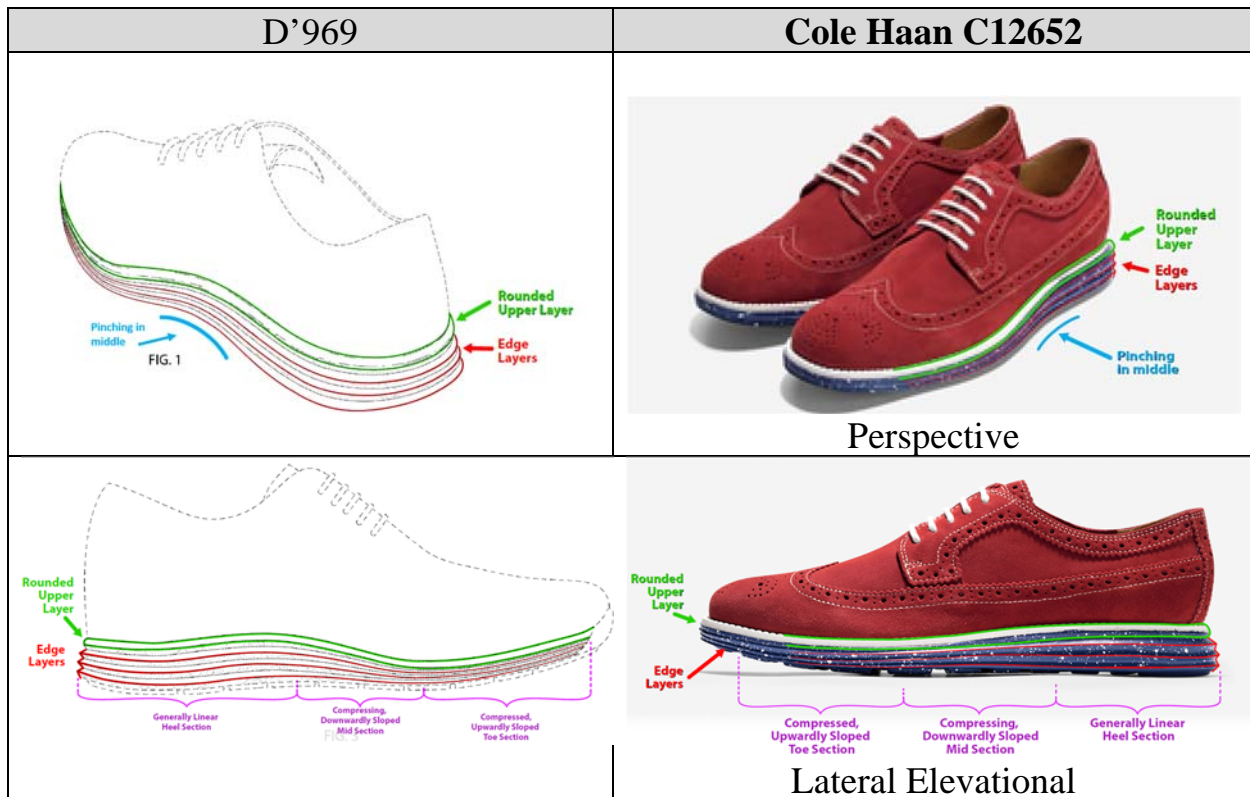 D’969
Cole Haan C12652
Rounded
Upper Layer
Edge
Layers
Pinching in
middle
FIG. 1
Rounded
Upper
Layer
Edge
Layers
Pinching
in middle
Perspective
Rounded
Upper
Layer
Edge
Layers
Generally Linear
Heel Section
Compressing,
Downwardly Sloped
Mid Section
Compressed,
Upwardly Sloped
Toe Section
FIG. 3
Rounded
Upper
Layer
Edge
Layers
Compressed,
Upwardly Sloped
Toe Section
Compressing,
Downwardly Sloped
Mid Section
Generally Linear
Heel Section
Lateral Elevational